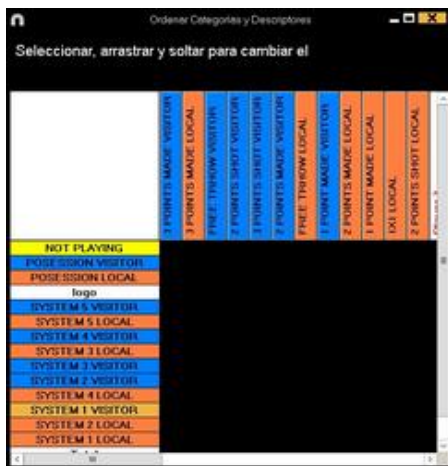 Ordenar Categorías y Descriptores
Seleccionar, arrastrar y soltar para cambiar el
3 POINTS MADE VISITOR
3 POINTS MADE LOCAL
FREE TRHOW VISITOR
2 POINTS SHOT VISITOR
3 POINTS SHOT VISITOR
2 POINTS MADE VISITOR
FREE TRHOW LOCAL
1 POINT MADE VISITOR
2 POINTS MADE LOCAL
1 POINT MADE LOCAL
1X1 LOCAL
2 POINTS SHOT LOCAL
NOT PLAYING
POSESSION VISITOR
POSESSION LOCAL
logo
SYSTEM 5 VISITOR
SYSTEM 5 LOCAL
SYSTEM 4 VISITOR
SYSTEM 3 LOCAL
SYSTEM 3 VISITOR
SYSTEM 2 VISITOR
SYSTEM 4 LOCAL
SYSTEM 1 VISITOR
SYSTEM 2 LOCAL
SYSTEM 1 LOCAL